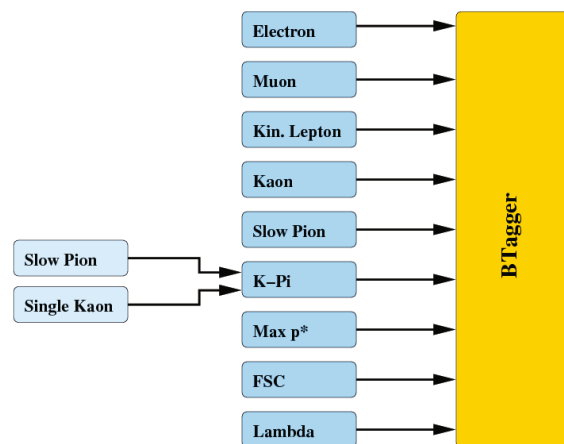 Electron
Muon
Kin. Lepton
Kaon
Slow Pion
Slow Pion
Single Kaon
K−Pi
Max p*
FSC
Lambda
BTagger